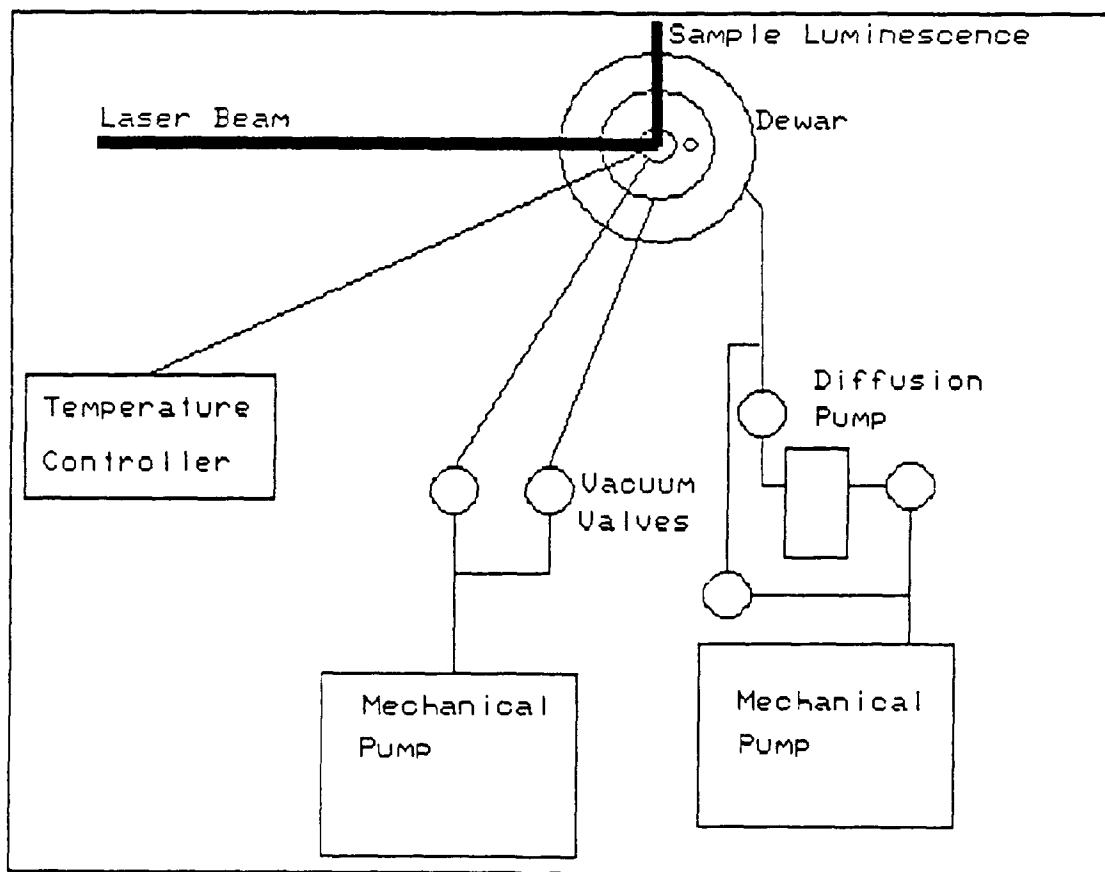 Sample Luminescence
Laser Beam
Dewar
Temperature
Controller
Diffusion
Pump
Vacuum
Valves
Mechanical
Pump
Mechanical
Pump